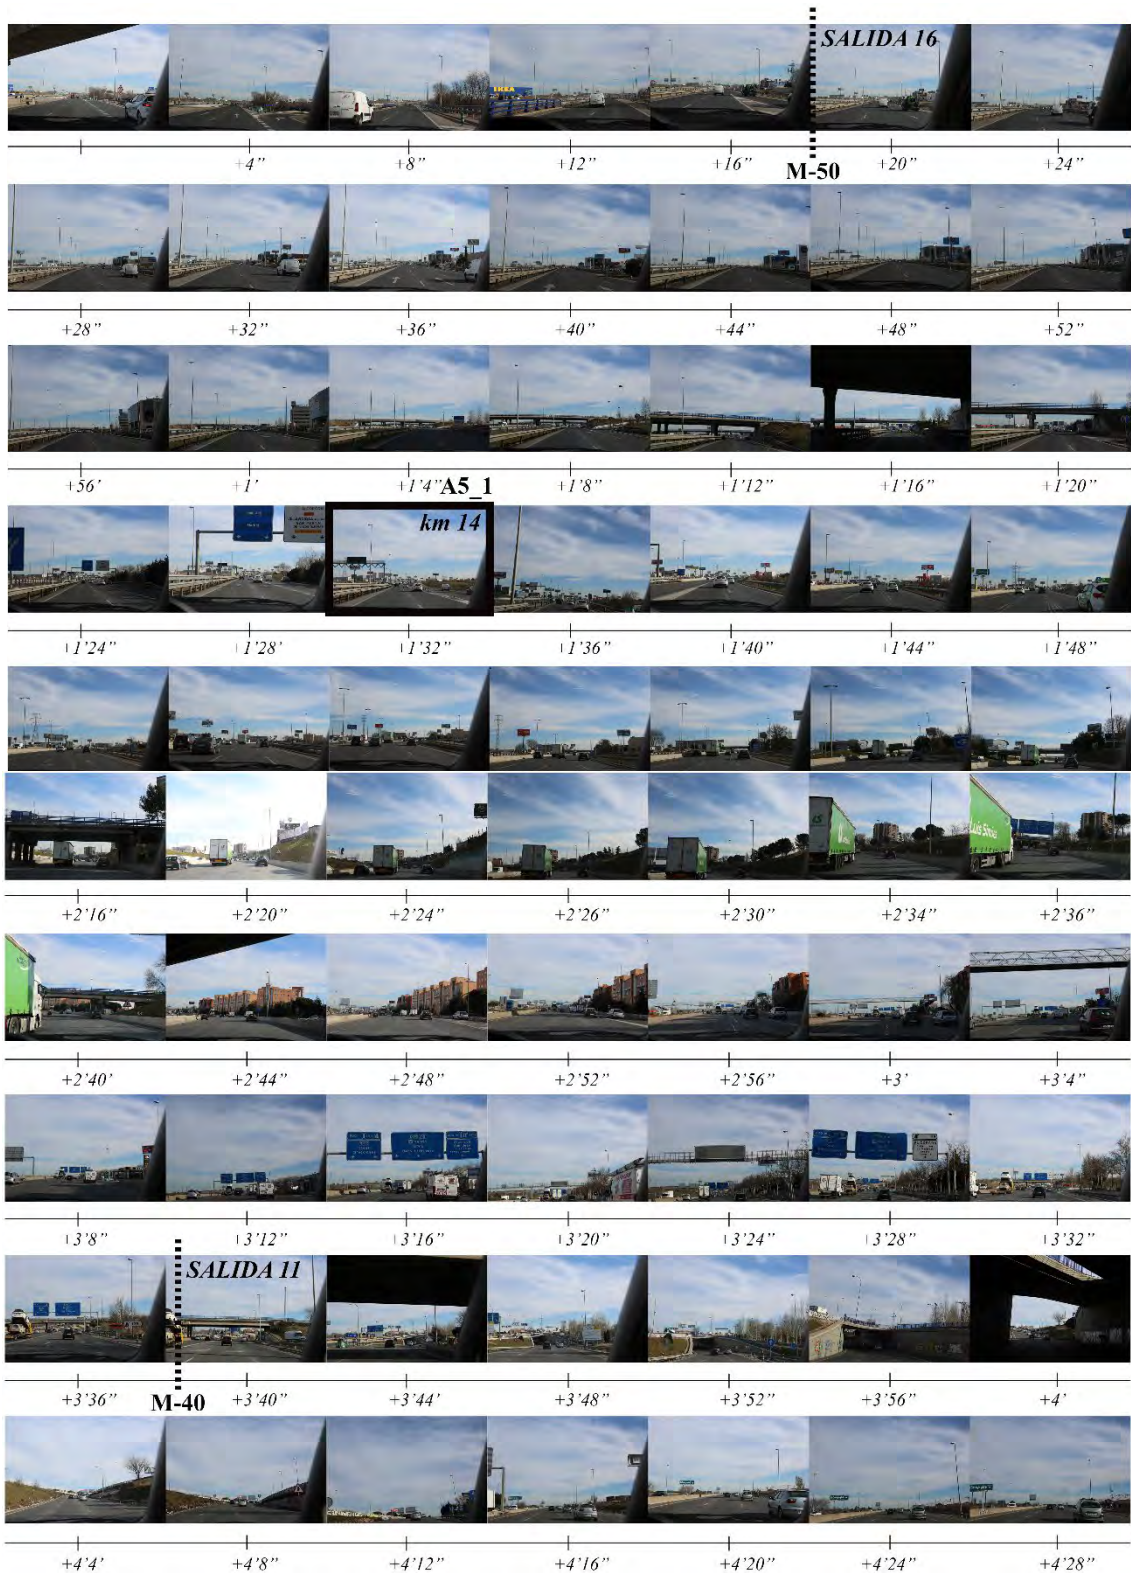 SALIDA 16
IKEA
+4” +8” +12” +16” +20” +24”
M-50
+28” +32” +36” +40” +44” +48” +52”
+56’ +1’ +1’4” +1’8” +1’12” +1’16” +1’20”
A5_1
km 14
+1’24” +1’28’ +1’32” +1’36” +1’40” +1’44” +1’48”
Luis Simões
+2’16” +2’20” +2’24” +2’26” +2’30” +2’34” +2’36”
+2’40’ +2’44” +2’48” +2’52” +2’56” +3’ +3’4”
+3’8” +3’12” +3’16” +3’20” +3’24” +3’28” +3’32”
SALIDA 11
+3’36” +3’40” +3’44’ +3’48” +3’52” +3’56” +4’
M-40
+4’4’ +4’8” +4’12” +4’16” +4’20” +4’24” +4’28”